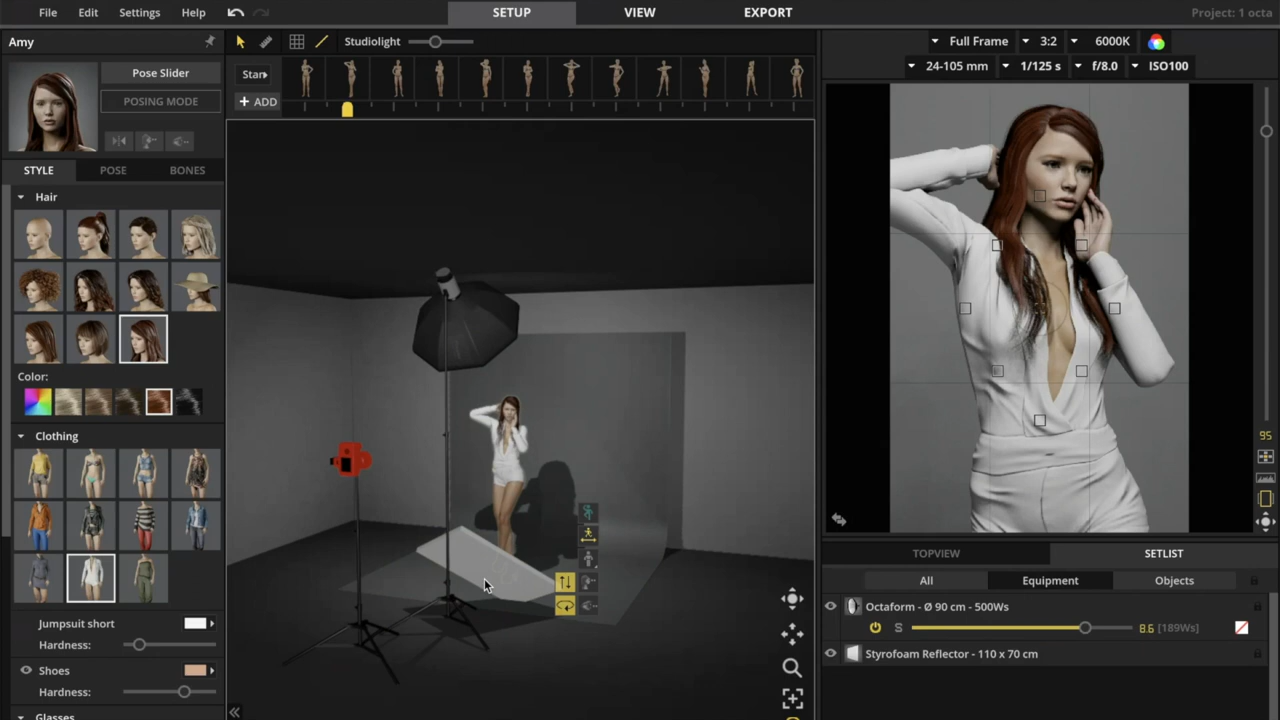 File Edit Settings Help SETUP VIEW EXPORT Project: 1 octa
Amy
Pose Slider
POSING MODE
STYLE POSE BONES
Hair
Color:
Clothing
Jumpsuit short
Hardness:
Shoes
Hardness:
Glasses
Studiolight
Stan
+ ADD
Full Frame 3:2 6000K
24-105 mm 1/125 s f/8.0 ISO100
95
TOPVIEW SETLIST
All Equipment Objects
Octaform - Ø 90 cm - 500Ws
S 8.6 [189Ws]
Styrofoam Reflector - 110 x 70 cm